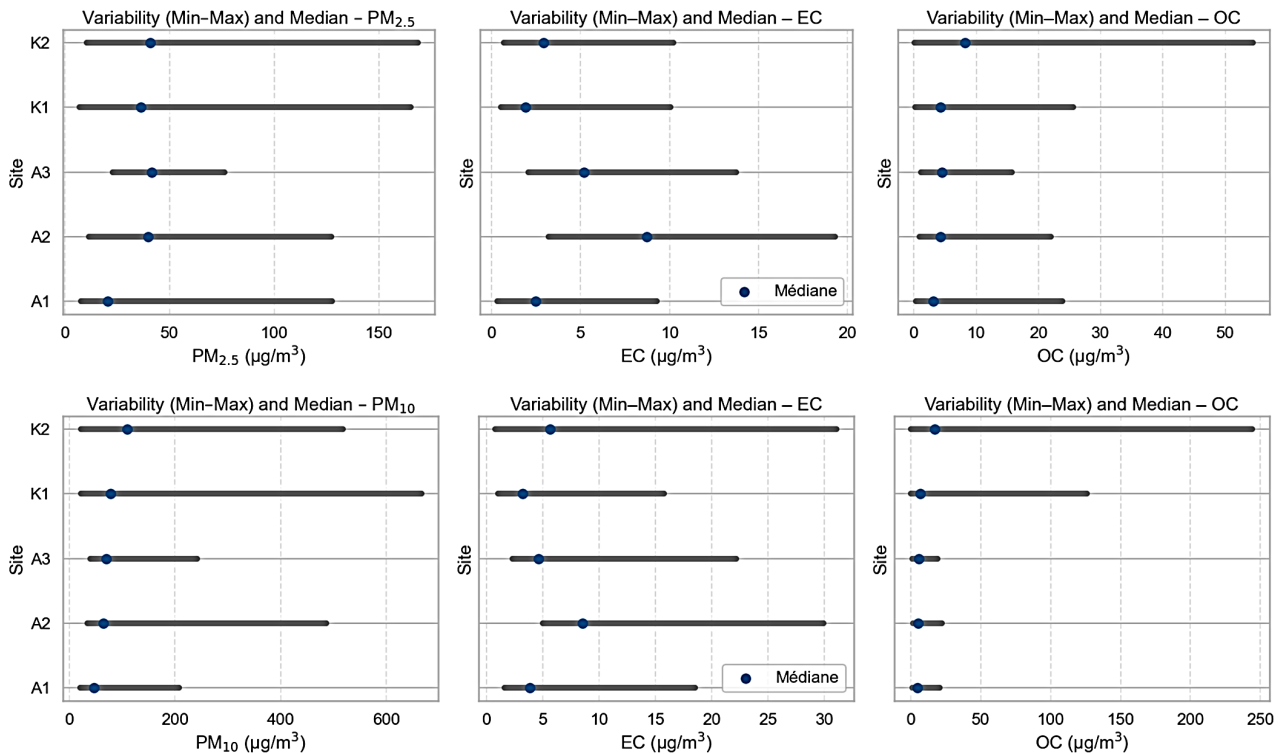 Variability (Min–Max) and Median – PM2.5
Variability (Min–Max) and Median – EC
Variability (Min–Max) and Median – OC
Site
K2
K1
A3
A2
A1
0 50 100 150
PM2.5 (µg/m³)
Site
Médiane
0 5 10 15 20
EC (µg/m³)
Site
0 10 20 30 40 50
OC (µg/m³)
Variability (Min–Max) and Median – PM10
Variability (Min–Max) and Median – EC
Variability (Min–Max) and Median – OC
Site
K2
K1
A3
A2
A1
0 200 400 600
PM10 (µg/m³)
Site
Médiane
0 5 10 15 20 25 30
EC (µg/m³)
Site
0 50 100 150 200 250
OC (µg/m³)